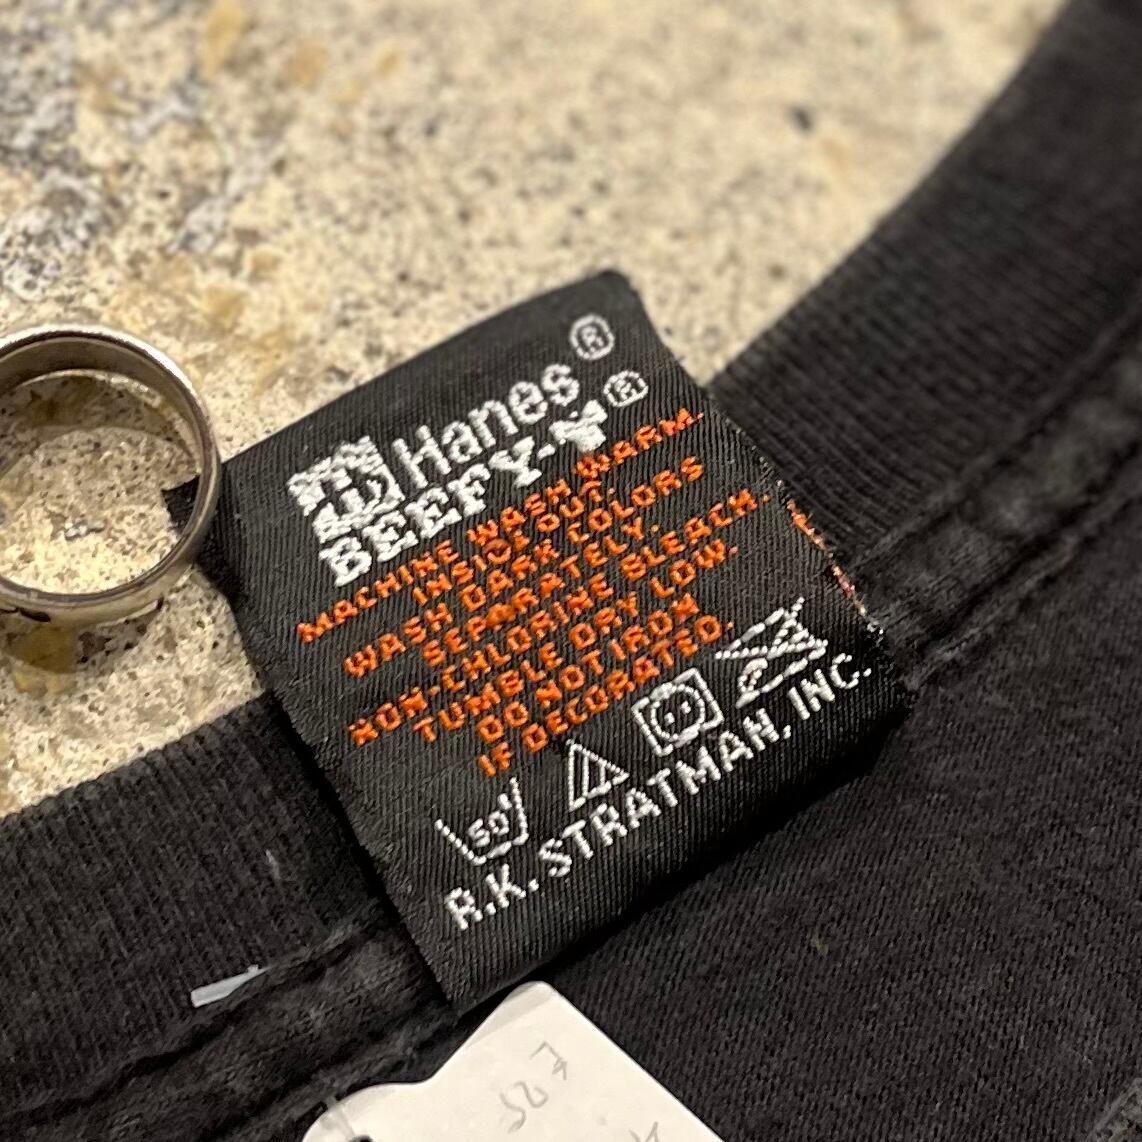 Hanes®
BEEFY-T®
MACHINE WASH WARM.
INSIDE OUT.
WASH DARK COLORS
SEPARATELY.
NON-CHLORINE BLEACH.
TUMBLE DRY LOW.
DO NOT IRON
IF DECORATED.
50°
R.K. STRATMAN, INC.